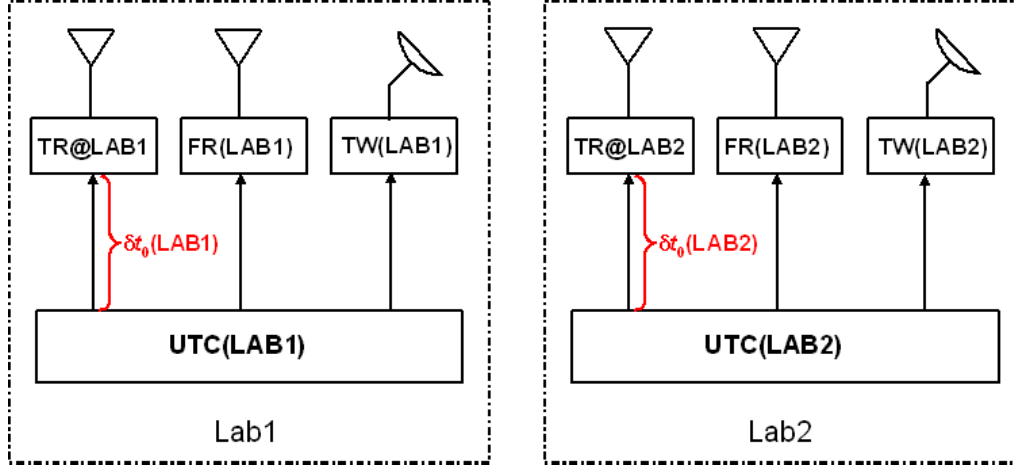 TR@LAB1 FR(LAB1) TW(LAB1)
δt₀(LAB1)
UTC(LAB1)
Lab1
TR@LAB2 FR(LAB2) TW(LAB2)
δt₀(LAB2)
UTC(LAB2)
Lab2